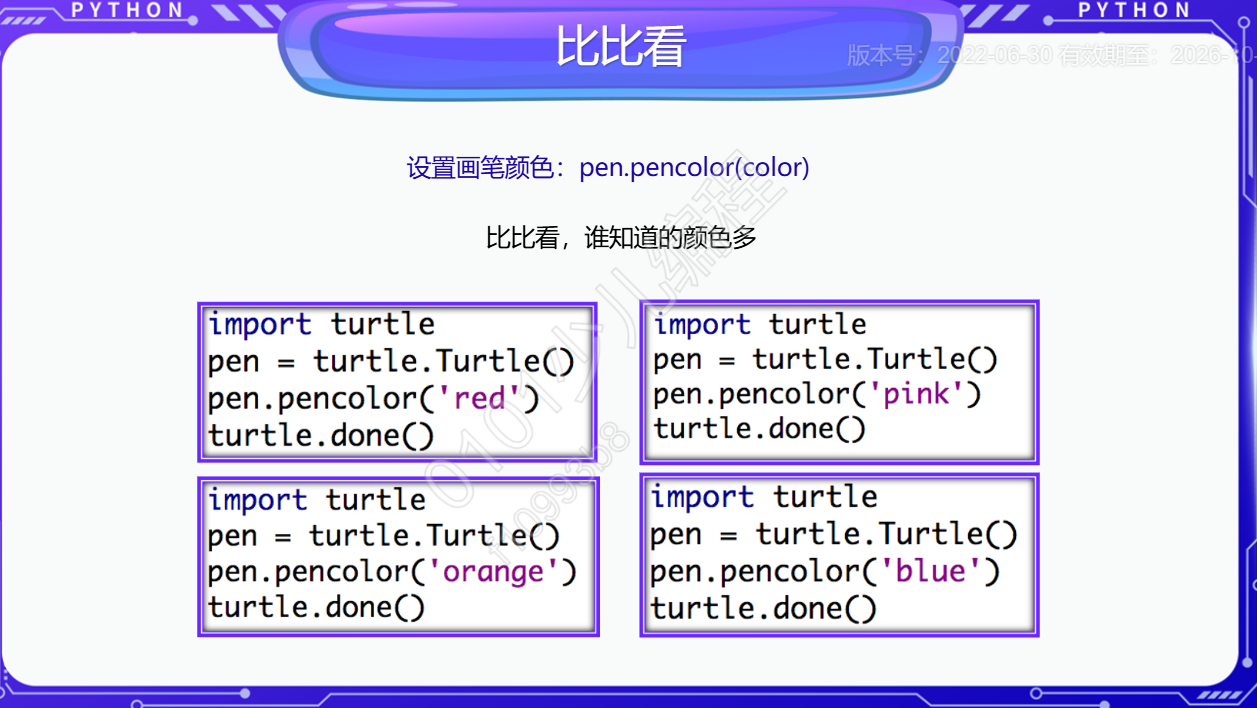 PYTHON
PYTHON
比比看
版本号：2022-06-30 有效期至：2026-10-
设置画笔颜色：pen.pencolor(color)
比比看，谁知道的颜色多
import turtle
pen = turtle.Turtle()
pen.pencolor('red')
turtle.done()
import turtle
pen = turtle.Turtle()
pen.pencolor('pink')
turtle.done()
import turtle
pen = turtle.Turtle()
pen.pencolor('orange')
turtle.done()
import turtle
pen = turtle.Turtle()
pen.pencolor('blue')
turtle.done()
0101少儿编程